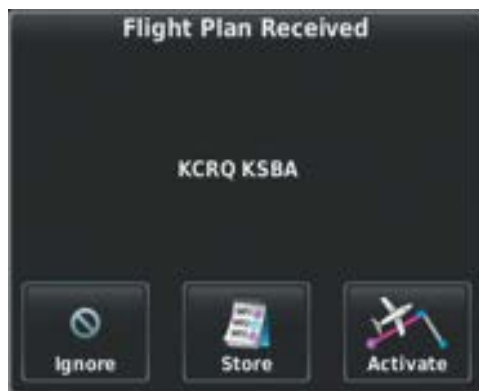 Flight Plan Received
KCRQ KSBA
Ignore
Store
Activate